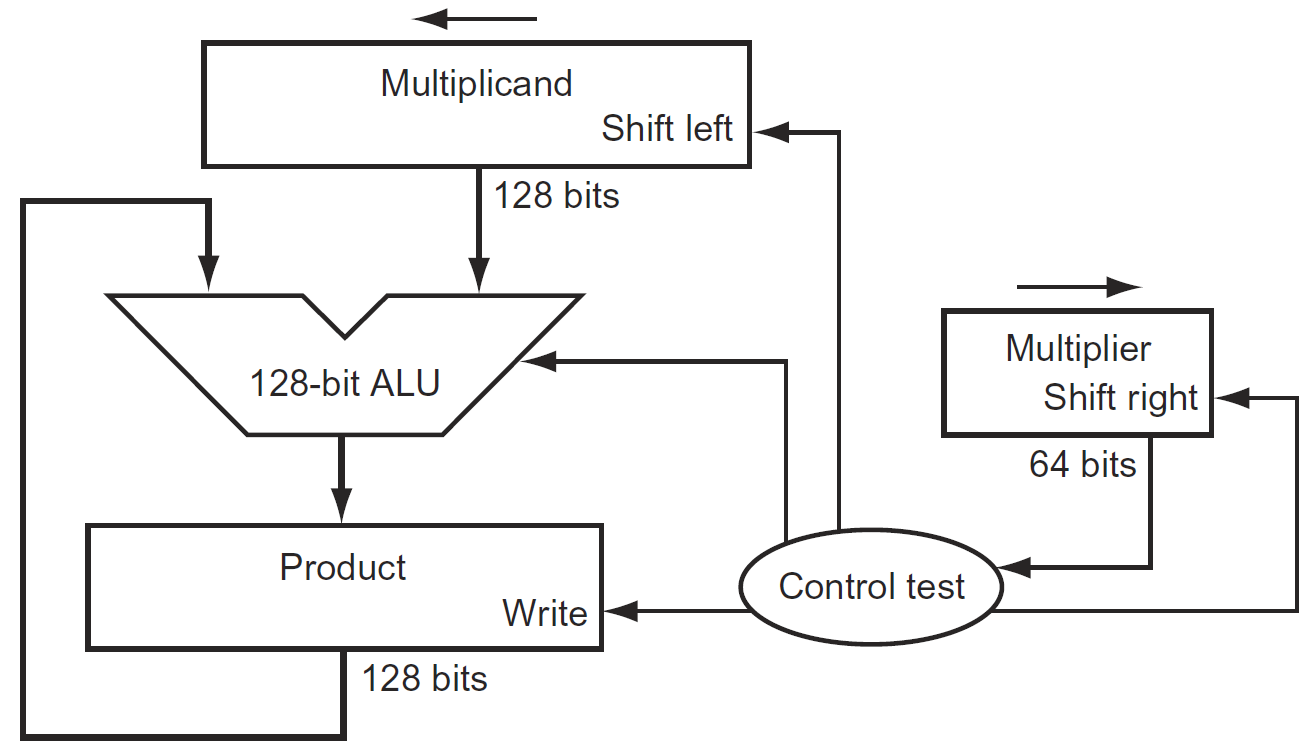 Multiplicand
Shift left
128 bits
128-bit ALU
Multiplier
Shift right
64 bits
Product
Write
Control test
128 bits